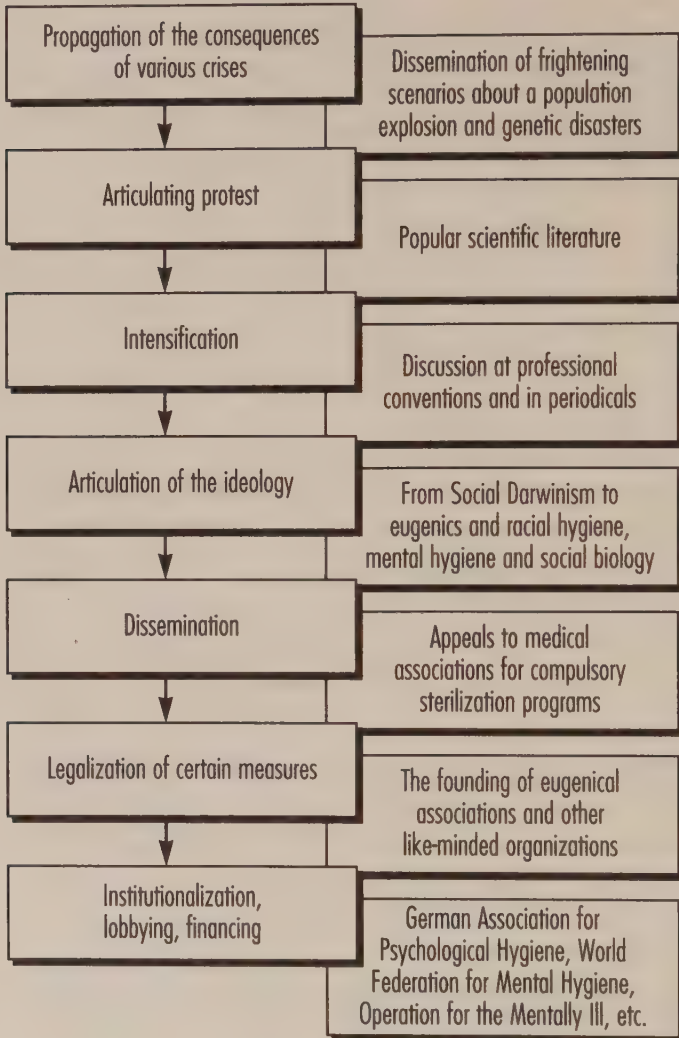 Propagation of the consequences
of various crises
Dissemination of frightening
scenarios about a population
explosion and genetic disasters
Articulating protest
Popular scientific literature
Intensification
Discussion at professional
conventions and in periodicals
Articulation of the ideology
From Social Darwinism to
eugenics and racial hygiene,
mental hygiene and social biology
Dissemination
Appeals to medical
associations for compulsory
sterilization programs
Legalization of certain measures
The founding of eugenical
associations and other
like-minded organizations
Institutionalization,
lobbying, financing
German Association for
Psychological Hygiene, World
Federation for Mental Hygiene,
Operation for the Mentally Ill, etc.